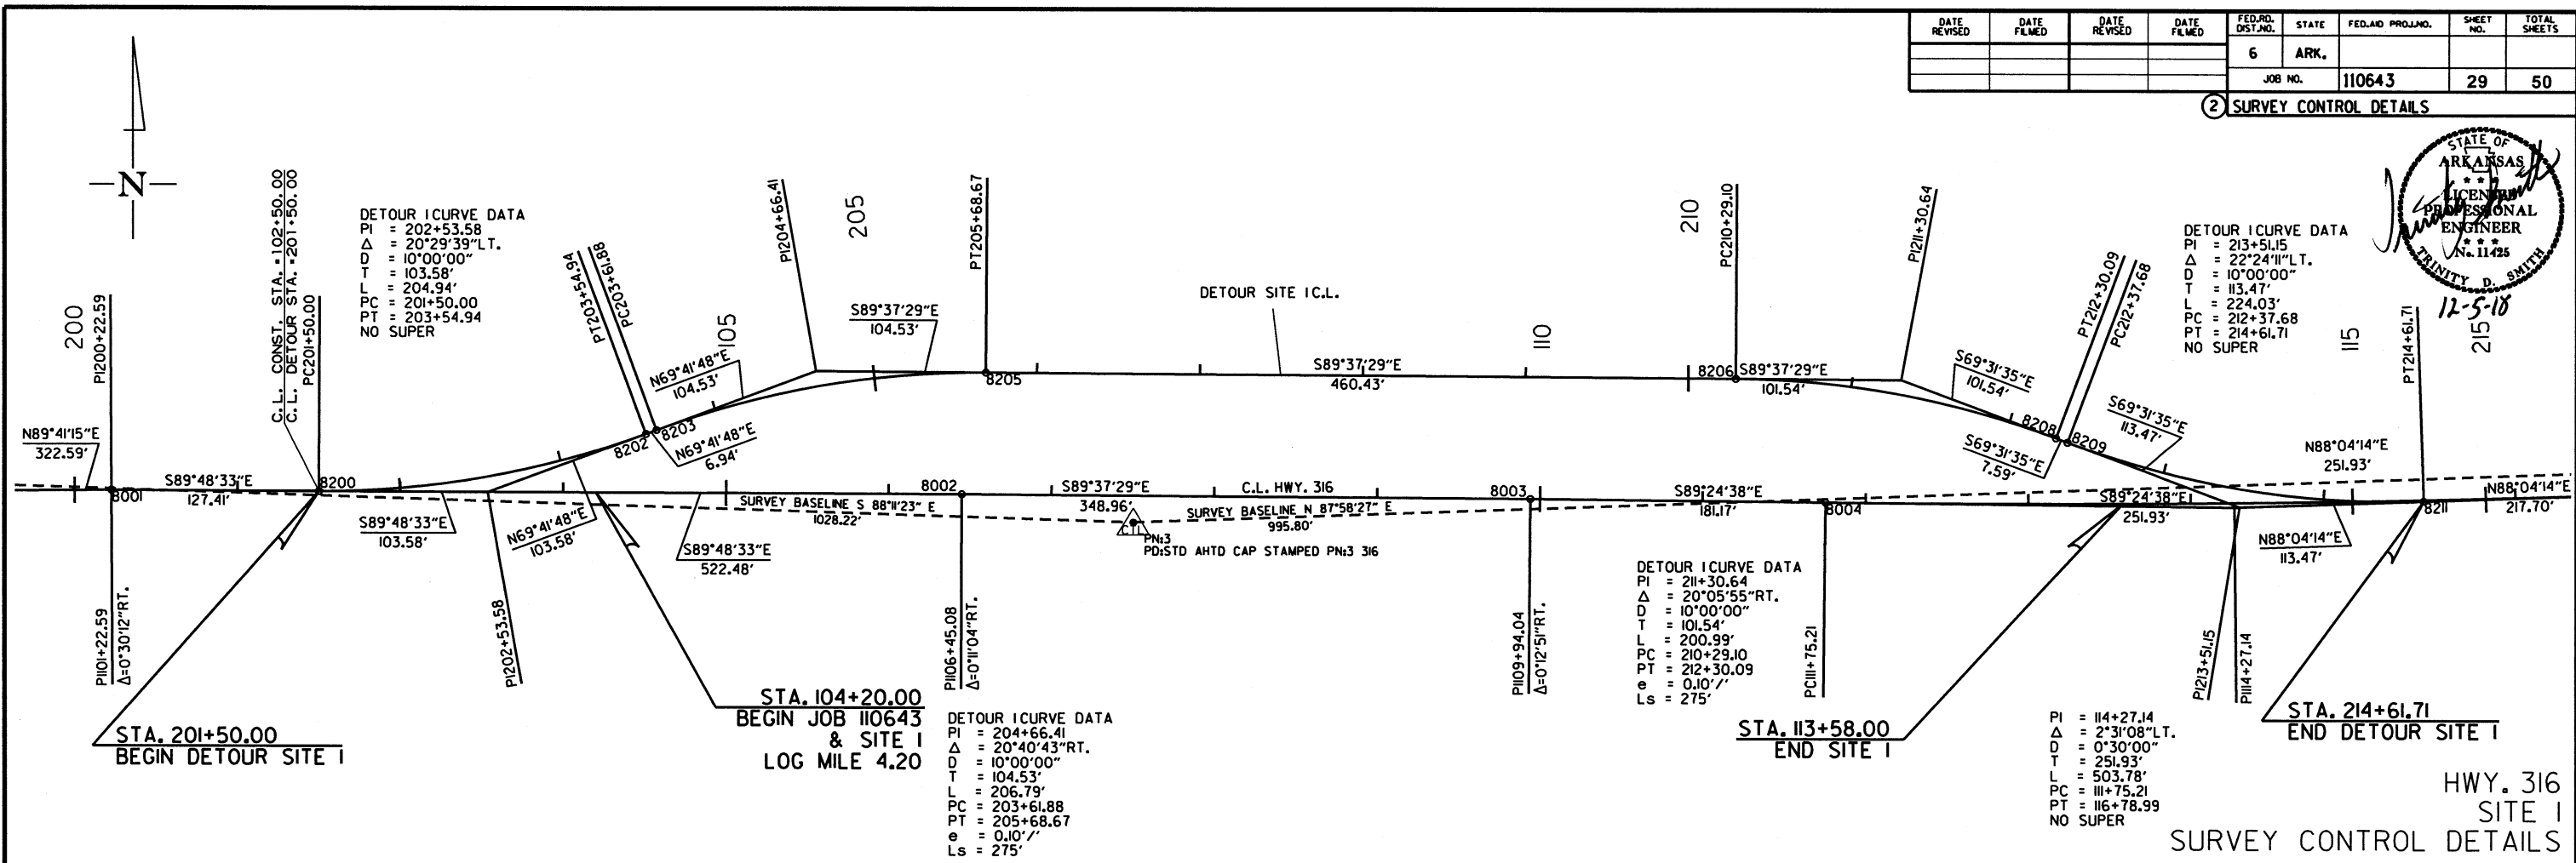 DATE REVISED
DATE FILMED
DATE REVISED
DATE FILMED
FED.RD. DIST.NO.
STATE
FED.AID PROJ.NO.
SHEET NO.
TOTAL SHEETS
6
ARK.
JOB NO.
110643
29
50
2 SURVEY CONTROL DETAILS
STATE OF
ARKANSAS
* * *
LICENSED
PROFESSIONAL
ENGINEER
* * *
No. 11425
TRINITY D. SMITH
12-5-18
N
200
205
210
215
105
110
115
PI200+22.59
C.L. CONST. STA. =102+50.00
C.L. DETOUR STA. =201+50.00
PC201+50.00
DETOUR 1 CURVE DATA
PI = 202+53.58
Δ = 20°29'39"LT.
D = 10°00'00"
T = 103.58'
L = 204.94'
PC = 201+50.00
PT = 203+54.94
NO SUPER
PT203+54.94
PC203+61.88
PI204+66.41
PT205+68.67
S89°37'29"E
104.53'
N69°41'48"E
104.53'
DETOUR SITE 1 C.L.
8205
S89°37'29"E
460.43'
PC210+29.10
8206
S89°37'29"E
101.54'
PI211+30.64
S69°31'35"E
101.54'
PT212+30.09
PC212+37.68
DETOUR 1 CURVE DATA
PI = 213+51.15
Δ = 22°24'11"LT.
D = 10°00'00"
T = 113.47'
L = 224.03'
PC = 212+37.68
PT = 214+61.71
NO SUPER
PT214+61.71
8208
8209
S69°31'35"E
113.47'
S69°31'35"E
7.59'
N88°04'14"E
251.93'
N89°41'15"E
322.59'
8001
S89°48'33"E
127.41'
8200
8202
8203
N69°41'48"E
6.94'
S89°48'33"E
103.58'
N69°41'48"E
103.58'
S89°48'33"E
522.48'
SURVEY BASELINE S 88°11'23" E
1028.22'
8002
S89°37'29"E
348.96'
C.L. HWY. 316
SURVEY BASELINE N 87°58'27" E
995.80'
CTL
PN:3
PD:STD AHTD CAP STAMPED PN:3 316
8003
S89°24'38"E
181.17'
8004
S89°24'38"E
251.93'
8211
N88°04'14"E
217.70'
N88°04'14"E
113.47'
PI101+22.59
Δ=0°30'12"RT.
PI202+53.58
PI106+45.08
Δ=0°11'04"RT.
PI109+94.04
Δ=0°12'51"RT.
PC111+75.21
PI213+51.15
PI114+27.14
STA. 201+50.00
BEGIN DETOUR SITE 1
STA. 104+20.00
BEGIN JOB 110643
& SITE 1
LOG MILE 4.20
DETOUR 1 CURVE DATA
PI = 204+66.41
Δ = 20°40'43"RT.
D = 10°00'00"
T = 104.53'
L = 206.79'
PC = 203+61.88
PT = 205+68.67
e = 0.10'/'
Ls = 275'
DETOUR 1 CURVE DATA
PI = 211+30.64
Δ = 20°05'55"RT.
D = 10°00'00"
T = 101.54'
L = 200.99'
PC = 210+29.10
PT = 212+30.09
e = 0.10'/'
Ls = 275'
STA. 113+58.00
END SITE 1
PI = 114+27.14
Δ = 2°31'08"LT.
D = 0°30'00"
T = 251.93'
L = 503.78'
PC = 111+75.21
PT = 116+78.99
NO SUPER
STA. 214+61.71
END DETOUR SITE 1
HWY. 316
SITE 1
SURVEY CONTROL DETAILS